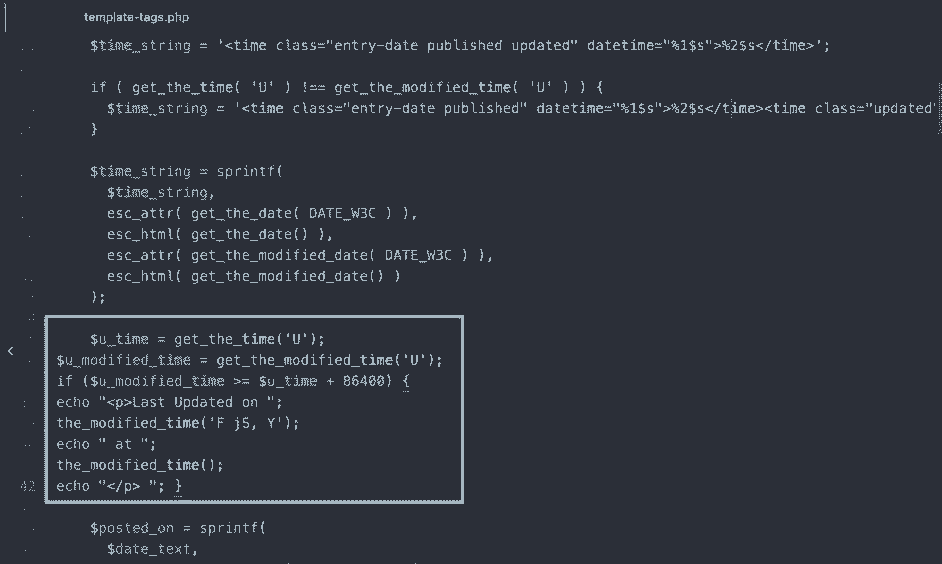 template-tags.php
$time_string = '<time class="entry-date published updated" datetime="%1$s">%2$s</time>';
if ( get_the_time( 'U' ) !== get_the_modified_time( 'U' ) ) {
$time_string = '<time class="entry-date published" datetime="%1$s">%2$s</time><time class="updated"
}
$time_string = sprintf(
$time_string,
esc_attr( get_the_date( DATE_W3C ) ),
esc_html( get_the_date() ),
esc_attr( get_the_modified_date( DATE_W3C ) ),
esc_html( get_the_modified_date() )
);
$u_time = get_the_time('U');
$u_modified_time = get_the_modified_time('U');
if ($u_modified_time >= $u_time + 86400) {
echo "<p>Last Updated on ";
the_modified_time('F jS, Y');
echo " at ";
the_modified_time();
42 echo "</p> "; }
$posted_on = sprintf(
$date_text,